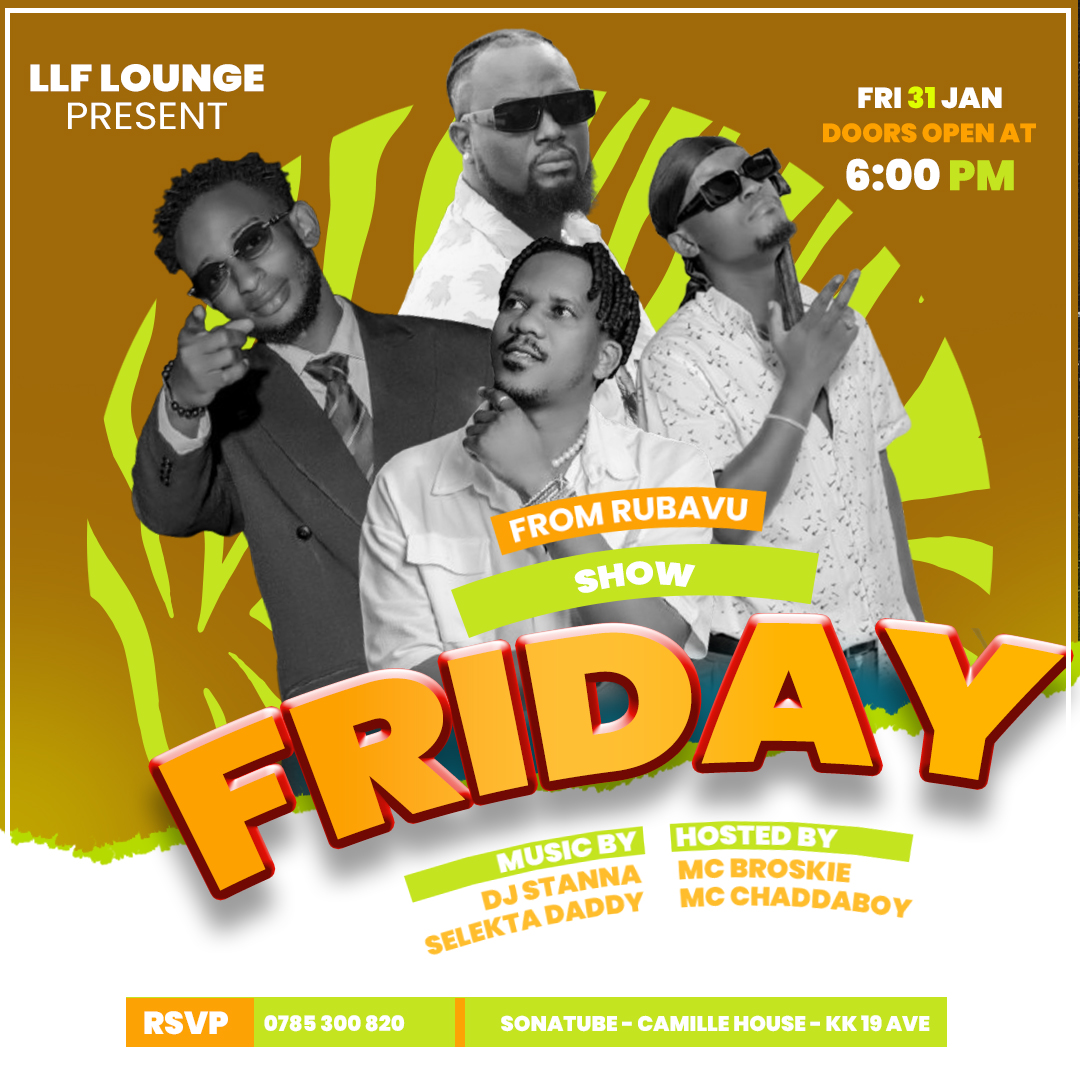 LLF LOUNGE
PRESENT
FRI 31 JAN
DOORS OPEN AT
6:00 PM
FROM RUBAVU
SHOW
FRIDAY
MUSIC BY
DJ STANNA
SELEKTA DADDY
HOSTED BY
MC BROSKIE
MC CHADDABOY
RSVP 0785 300 820
SONATUBE - CAMILLE HOUSE - KK 19 AVE